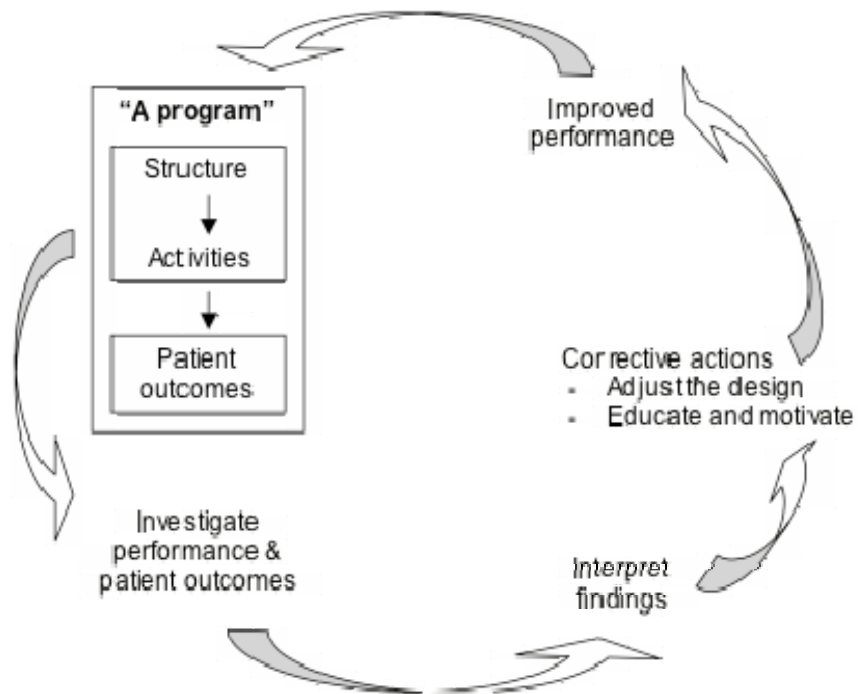 “A program”
Structure
Activities
Patient
outcomes
Investigate
performance &
patient outcomes
Interpret
findings
Corrective actions
- Adjust the design
- Educate and motivate
Improved
performance